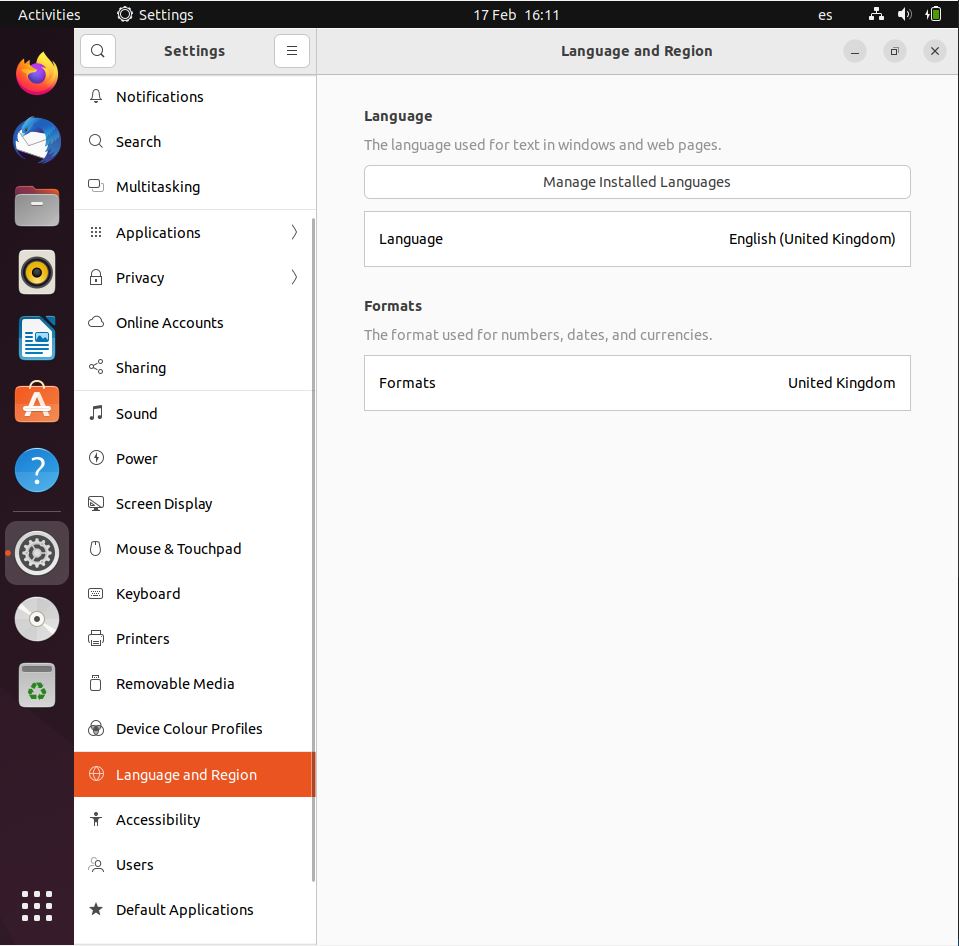 Activities
Settings
17 Feb 16:11
es
Settings
Language and Region
Notifications
Search
Multitasking
Applications
Privacy
Online Accounts
Sharing
Sound
Power
Screen Display
Mouse & Touchpad
Keyboard
Printers
Removable Media
Device Colour Profiles
Language and Region
Accessibility
Users
Default Applications
Language
The language used for text in windows and web pages.
Manage Installed Languages
Language English (United Kingdom)
Formats
The format used for numbers, dates, and currencies.
Formats United Kingdom